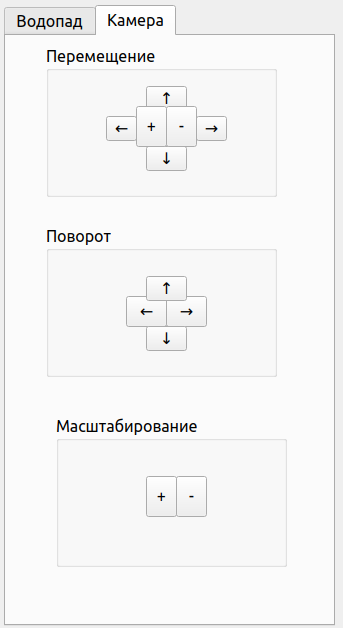 Водопад Камера
Перемещение
↑
← + - →
↓
Поворот
↑
← →
↓
Масштабирование
+ -